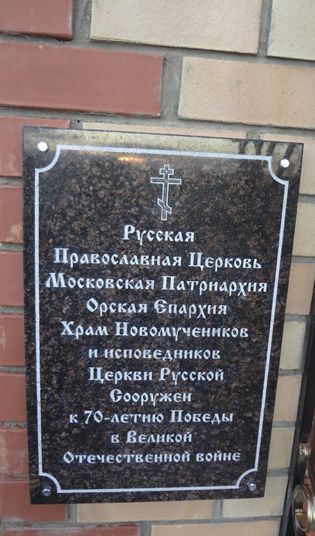 Русская
Православная Церковь
Московская Патриархия
Орская Епархия
Храм Новомучеников
и исповедников
Церкви Русской
Сооружен
к 70-летию Победы
в Великой
Отечественной войне